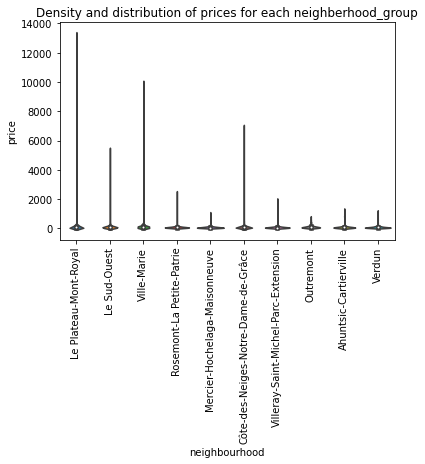 Density and distribution of prices for each neighberhood_group
price
14000
12000
10000
8000
6000
4000
2000
0
Le Plateau-Mont-Royal
Le Sud-Ouest
Ville-Marie
Rosemont-La Petite-Patrie
Mercier-Hochelaga-Maisonneuve
Côte-des-Neiges-Notre-Dame-de-Grâce
Villeray-Saint-Michel-Parc-Extension
Outremont
Ahuntsic-Cartierville
Verdun
neighbourhood